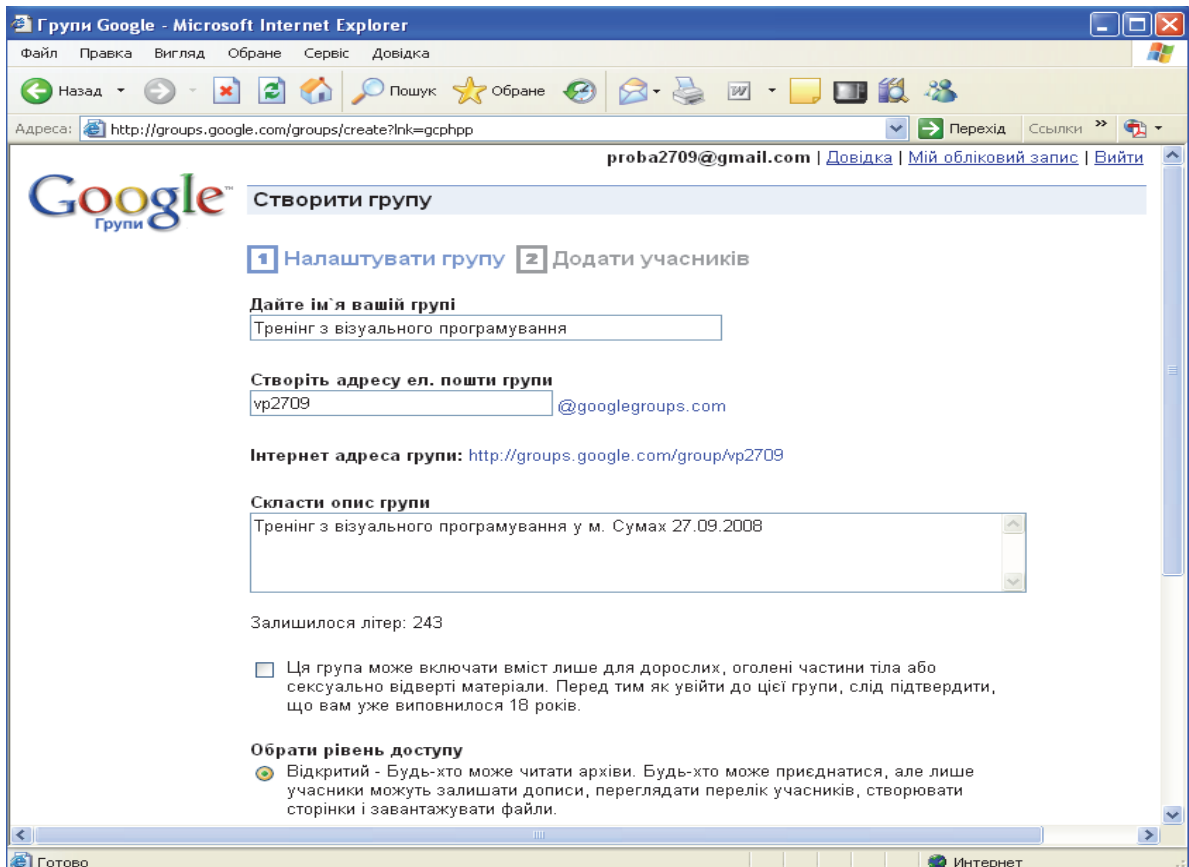 Групи Google - Microsoft Internet Explorer
Файл Правка Вигляд Обране Сервіс Довідка
Назад Пошук Обране
Адреса: http://groups.google.com/groups/create?lnk=gcphpp Перехід Ссылки »
proba2709@gmail.com | Довідка | Мій обліковий запис | Вийти
Google™
Групи
Створити групу
1 Налаштувати групу 2 Додати учасників
Дайте ім`я вашій групі
Тренінг з візуального програмування
Створіть адресу ел. пошти групи
vp2709 @googlegroups.com
Інтернет адреса групи: http://groups.google.com/group/vp2709
Скласти опис групи
Тренінг з візуального програмування у м. Сумах 27.09.2008
Залишилося літер: 243
Ця група може включати вміст лише для дорослих, оголені частини тіла або
сексуально відверті матеріали. Перед тим як увійти до цієї групи, слід підтвердити,
що вам уже виповнилося 18 років.
Обрати рівень доступу
Відкритий - Будь-хто може читати архіви. Будь-хто може приєднатися, але лише
учасники можуть залишати дописи, переглядати перелік учасників, створювати
сторінки і завантажувати файли.
Готово Интернет